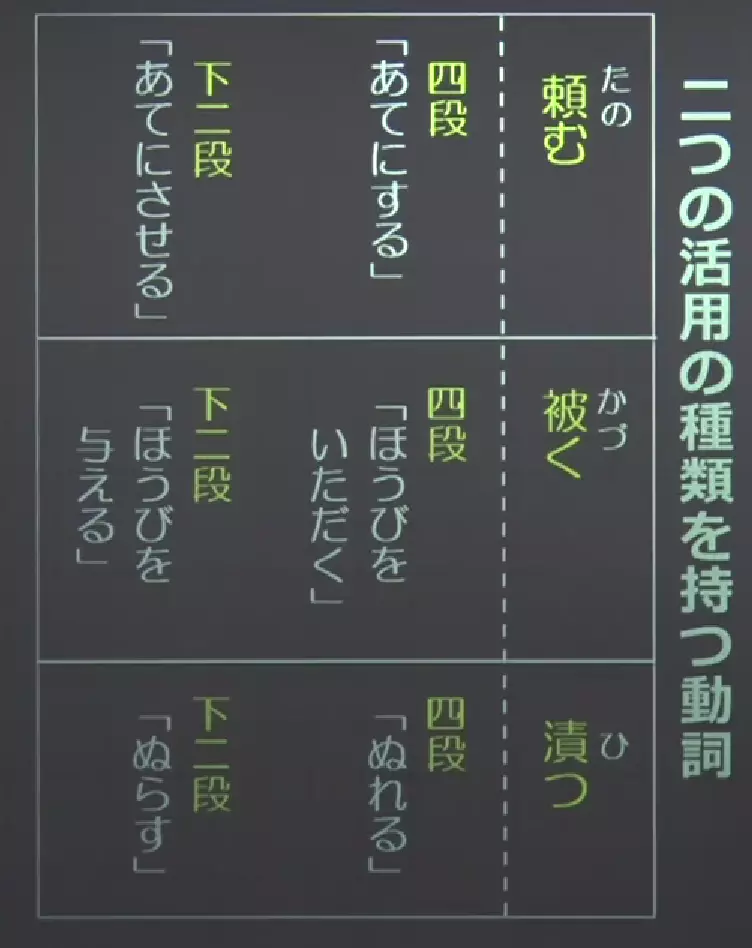 二つの活用の種類を持つ動詞
たの
頼む
四段
「あてにする」
下二段
「あてにさせる」
かづ
被く
四段
「ほうびを
いただく」
下二段
「ほうびを
与える」
ひ
漬つ
四段
「ぬれる」
下二段
「ぬらす」